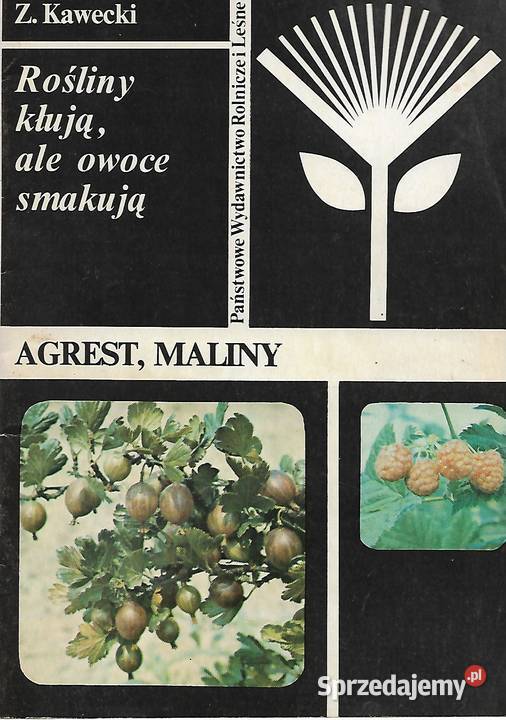 Z. Kawecki
Rośliny
kłują,
ale owoce
smakują
Państwowe Wydawnictwo Rolnicze i Leśne
AGREST, MALINY
Sprzedajemy.pl